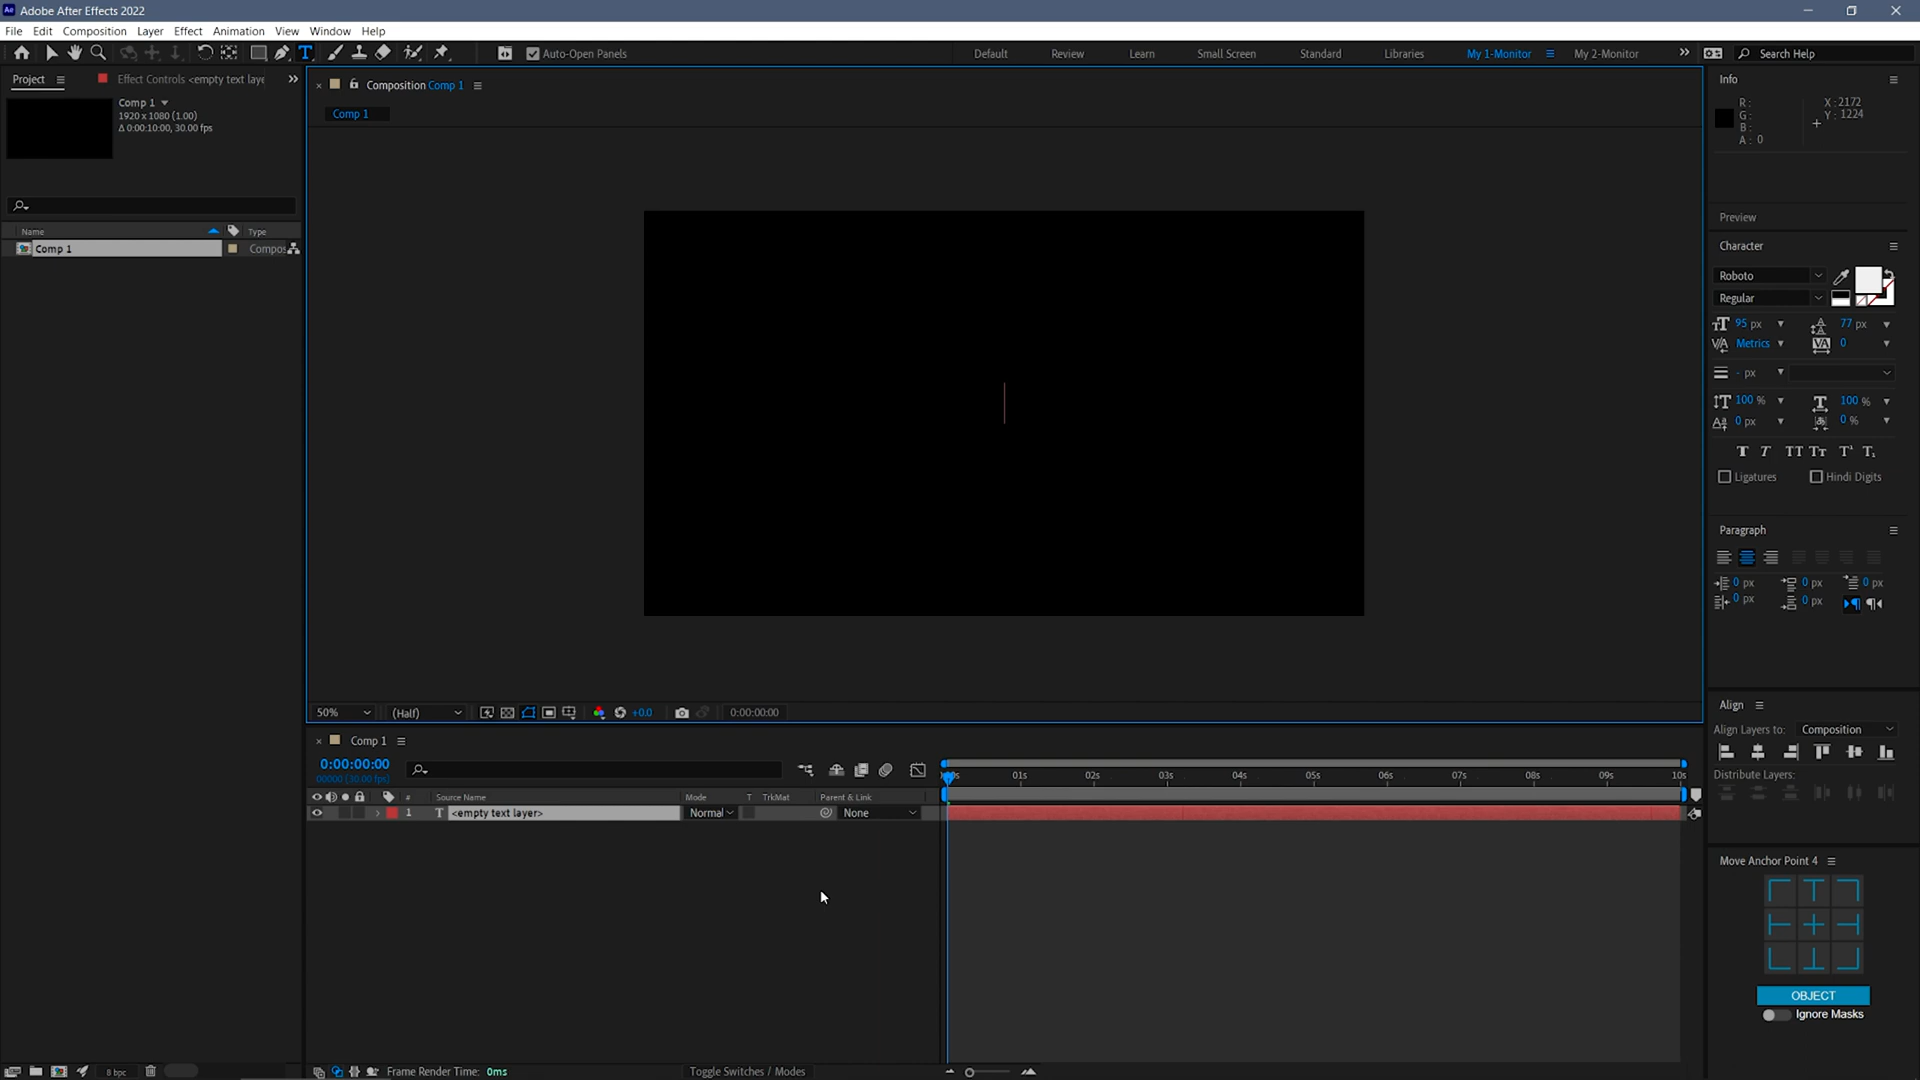 Adobe After Effects 2022
File Edit Composition Layer Effect Animation View Window Help
Auto-Open Panels Default Review Learn Small Screen Standard Libraries My 1-Monitor My 2-Monitor Search Help
Project Effect Controls <empty text laye
Comp 1
1920 x 1080 (1.00)
Δ 0:00:10:00, 30.00 fps
Name Type
Comp 1 Compos
8 bpc
Composition Comp 1
Comp 1
50% (Half) +0.0 0:00:00:00
Comp 1
0:00:00:00
00000 (30.00 fps)
01s 02s 03s 04s 05s 06s 07s 08s 09s 10s
# Source Name Mode T TrkMat Parent & Link
1 T <empty text layer> Normal None
Frame Render Time: 0ms Toggle Switches / Modes
Info
R:
G:
B:
A: 0
X: 2172
Y: 1224
Preview
Character
Roboto
Regular
95 px 77 px
Metrics 0
- px
100 % 100 %
0 px 0 %
T T TT Tт T¹ T₁
Ligatures Hindi Digits
Paragraph
0 px 0 px 0 px
0 px 0 px
Align
Align Layers to: Composition
Distribute Layers:
Move Anchor Point 4
OBJECT
Ignore Masks